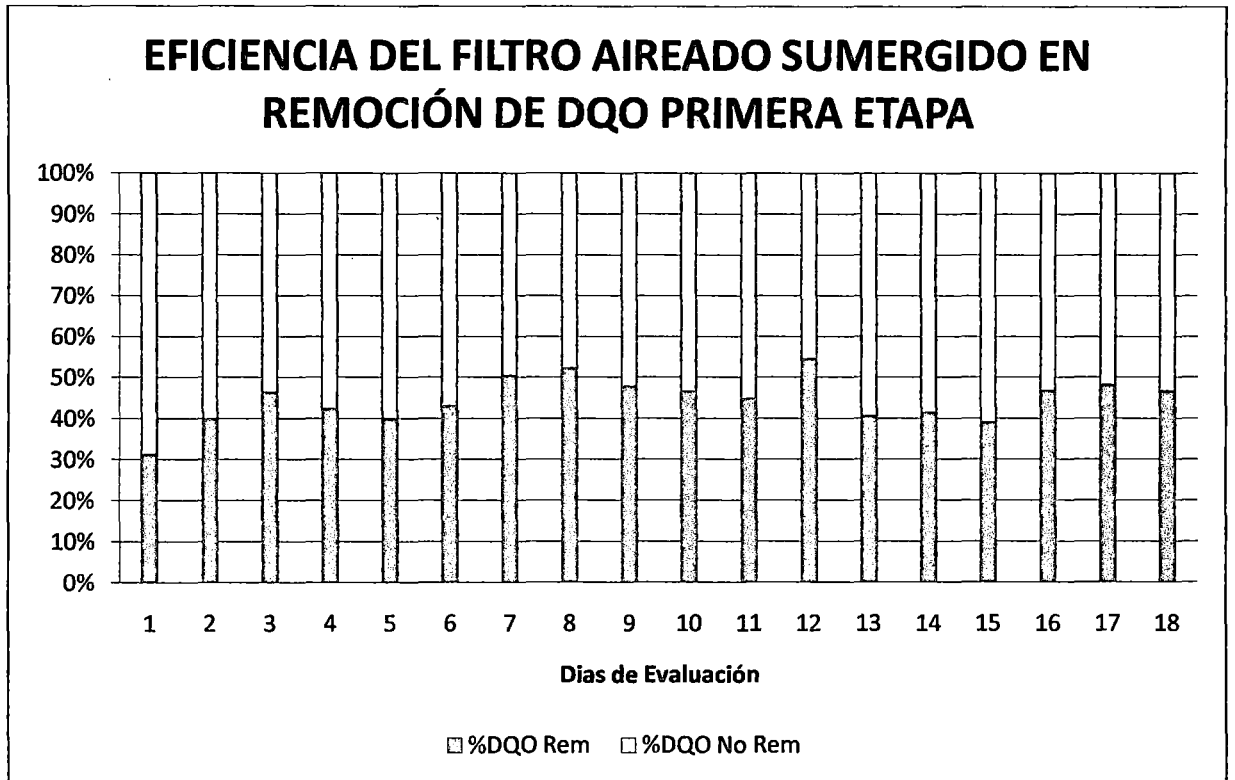 EFICIENCIA DEL FILTRO AIREADO SUMERGIDO EN
REMOCIÓN DE DQO PRIMERA ETAPA
100%
90%
80%
70%
60%
50%
40%
30%
20%
10%
0%
1 2 3 4 5 6 7 8 9 10 11 12 13 14 15 16 17 18
Dias de Evaluación
%DQO Rem %DQO No Rem